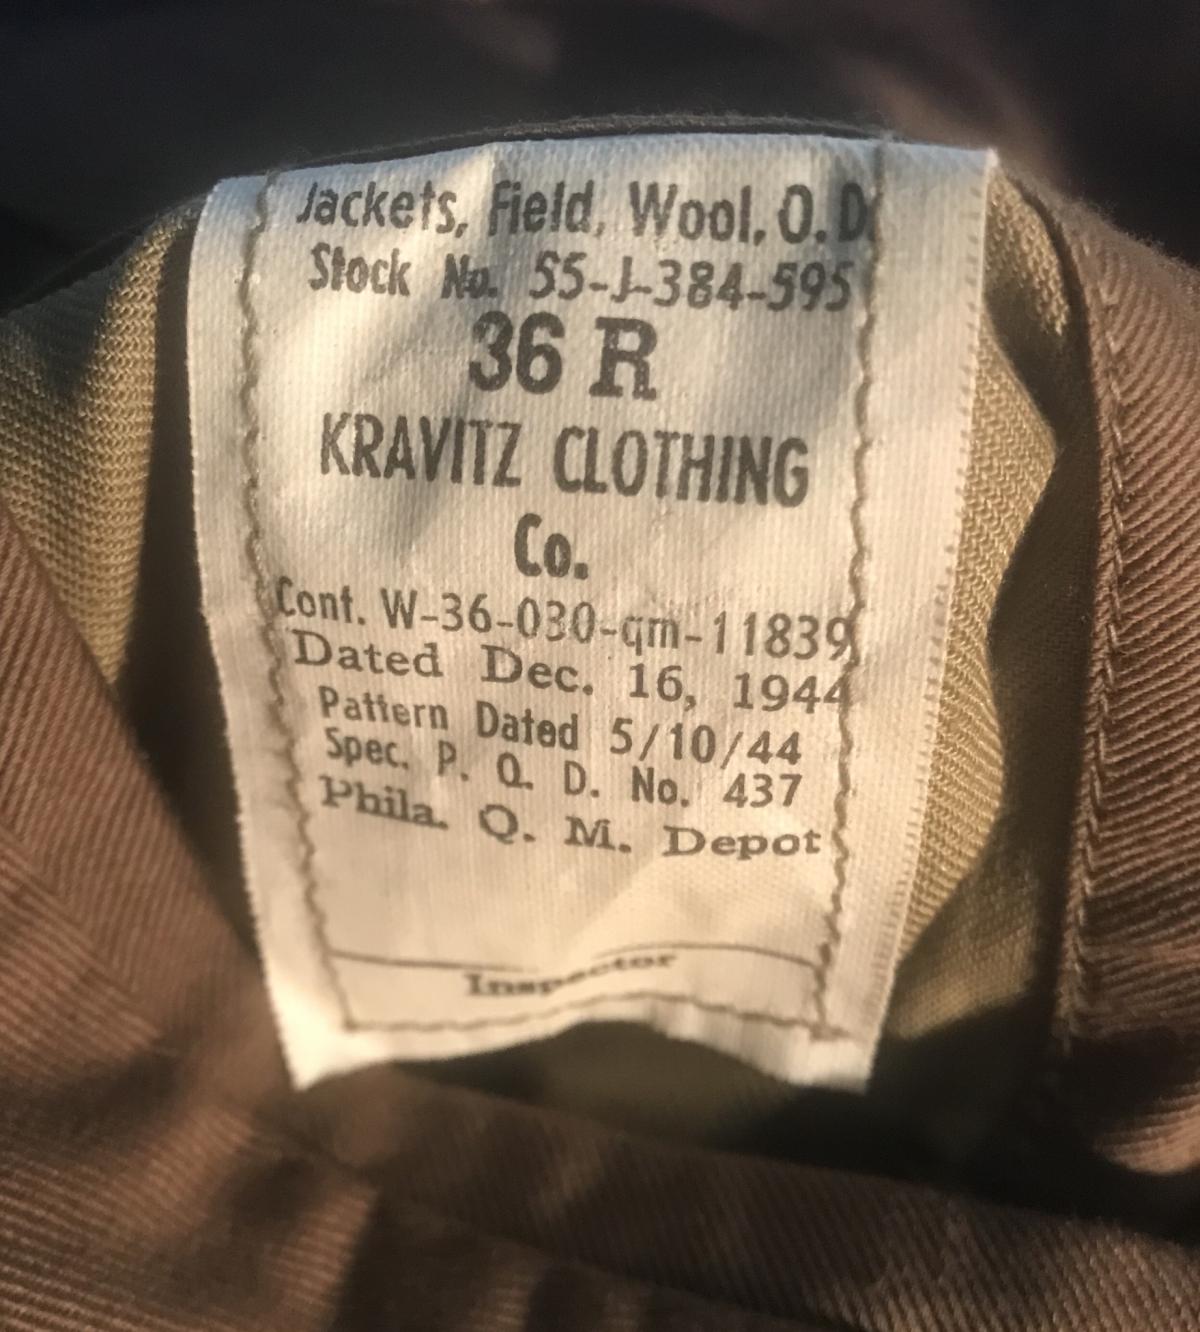 Jackets, Field, Wool, O. D.
Stock No. 55-J-384-595
36 R
KRAVITZ CLOTHING
Co.
Cont. W-36-030-qm-11839
Dated Dec. 16, 1944
Pattern Dated 5/10/44
Spec. P. Q. D. No. 437
Phila. Q. M. Depot
Inspector